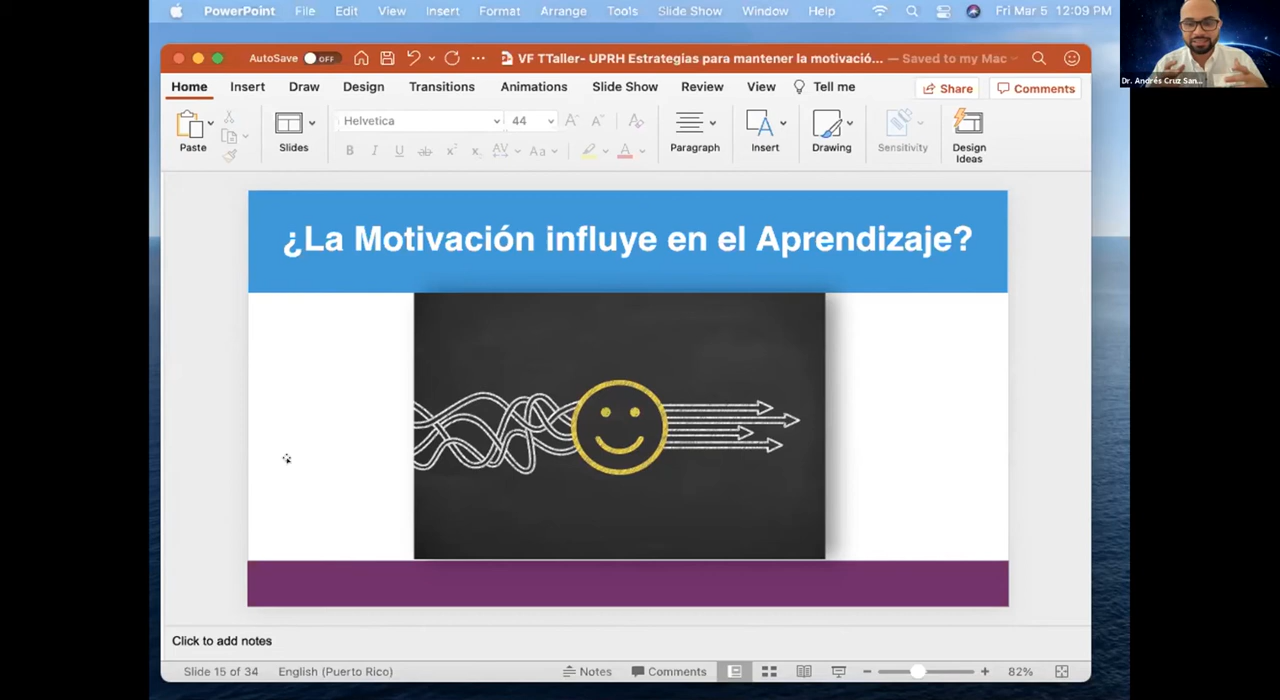 PowerPoint File Edit View Insert Format Arrange Tools Slide Show Window Help Fri Mar 5 12:09 PM
Dr. Andrés Cruz San...
AutoSave OFF VF TTaller- UPRH Estrategias para mantener la motivació... — Saved to my Mac
Home Insert Draw Design Transitions Animations Slide Show Review View Tell me Share Comments
Helvetica 44
Paste Slides Paragraph Insert Drawing Sensitivity Design
Ideas
¿La Motivación influye en el Aprendizaje?
Click to add notes
Slide 15 of 34 English (Puerto Rico) Notes Comments 82%